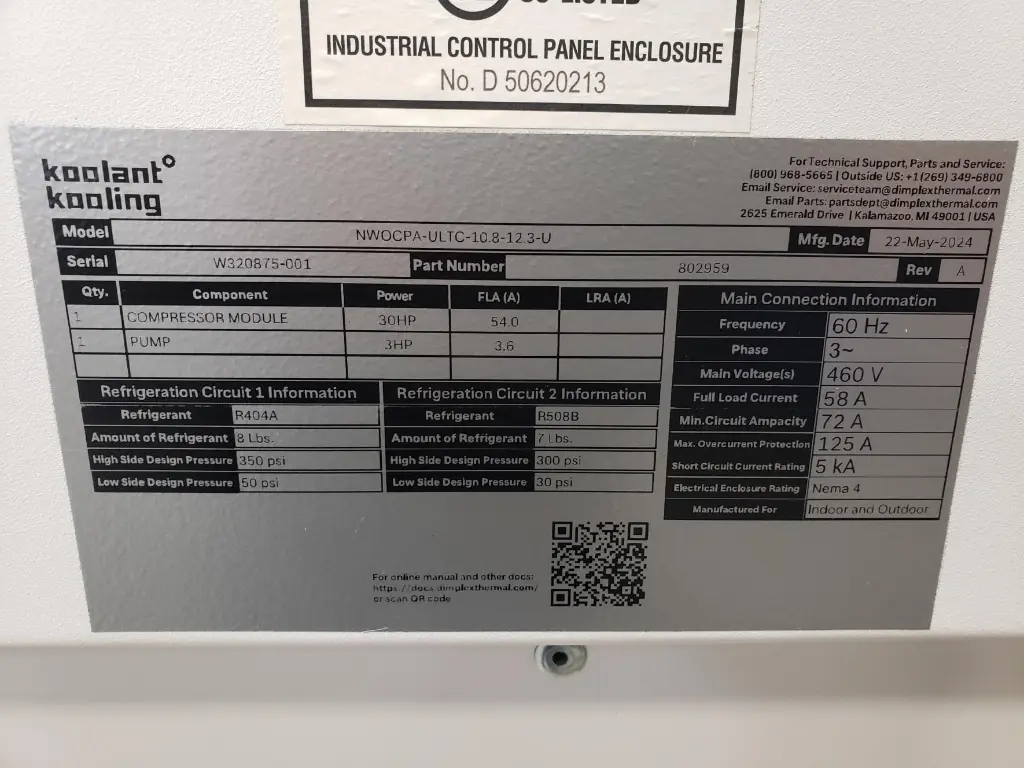 INDUSTRIAL CONTROL PANEL ENCLOSURE
No. D 50620213
koolant°
kooling
For Technical Support, Parts and Service:
(800) 968-5665 | Outside US: +1 (269) 349-6800
Email Service: serviceteam@dimplexthermal.com
Email Parts: partsdept@dimplexthermal.com
2625 Emerald Drive | Kalamazoo, MI 49001 | USA
Model NWOCPA-ULTC-10.8-12.3-U Mfg. Date 22-May-2024
Serial W320875-001 Part Number 802959 Rev A
Qty. Component Power FLA (A) LRA (A)
1 COMPRESSOR MODULE 30HP 54.0
1 PUMP 3HP 3.6
Main Connection Information
Frequency 60 Hz
Phase 3~
Main Voltage(s) 460 V
Full Load Current 58 A
Min.Circuit Ampacity 72 A
Max. Overcurrent Protection 125 A
Short Circuit Current Rating 5 kA
Electrical Enclosure Rating Nema 4
Manufactured For Indoor and Outdoor
Refrigeration Circuit 1 Information
Refrigerant R404A
Amount of Refrigerant 8 Lbs.
High Side Design Pressure 350 psi
Low Side Design Pressure 50 psi
Refrigeration Circuit 2 Information
Refrigerant R508B
Amount of Refrigerant 7 Lbs.
High Side Design Pressure 300 psi
Low Side Design Pressure 30 psi
For online manual and other docs:
https://docs.dimplexthermal.com/
or scan QR code